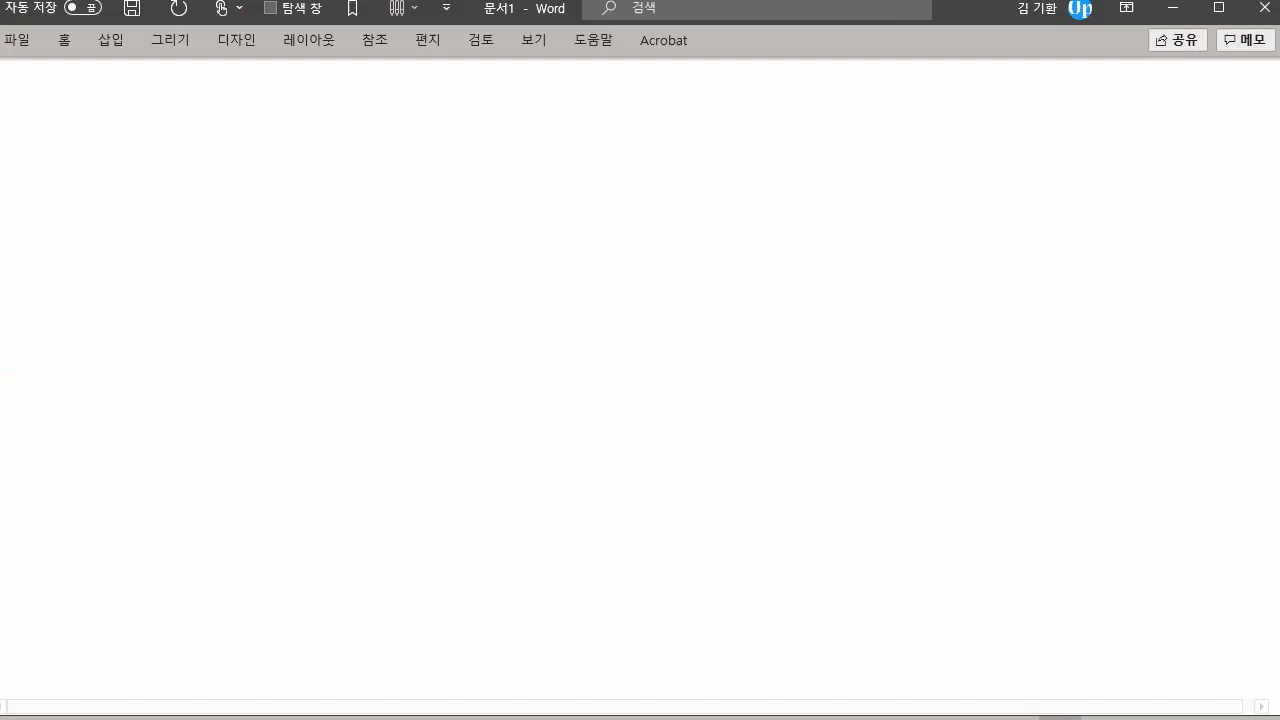 자동 저장 끔 탐색 창 문서1 - Word 검색 김 기환 Up
파일 홈 삽입 그리기 디자인 레이아웃 참조 편지 검토 보기 도움말 Acrobat 공유 메모